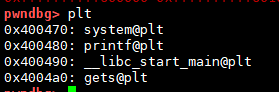 pwndbg> plt
0x400470: system@plt
0x400480: printf@plt
0x400490: __libc_start_main@plt
0x4004a0: gets@plt
pwndbg>